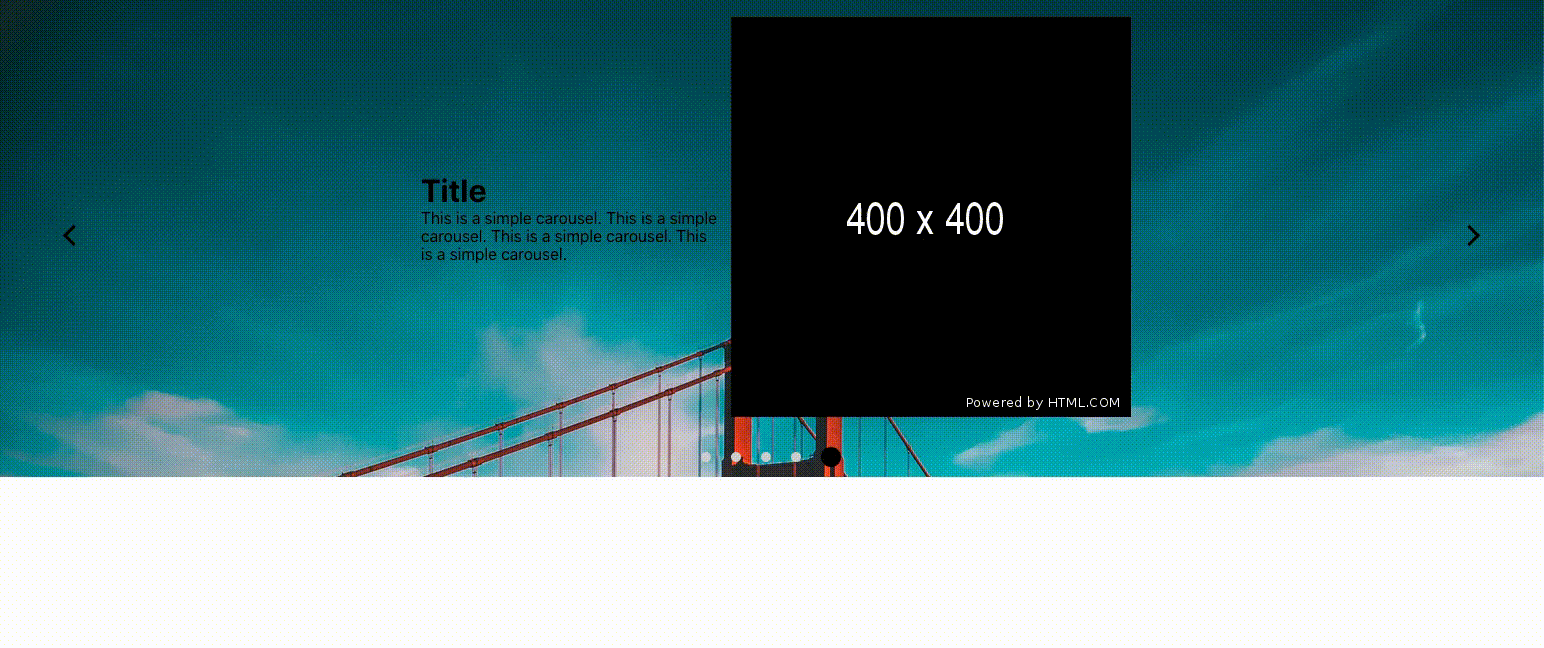 Title
This is a simple carousel. This is a simple
carousel. This is a simple carousel. This
is a simple carousel.
400 x 400
Powered by HTML.COM